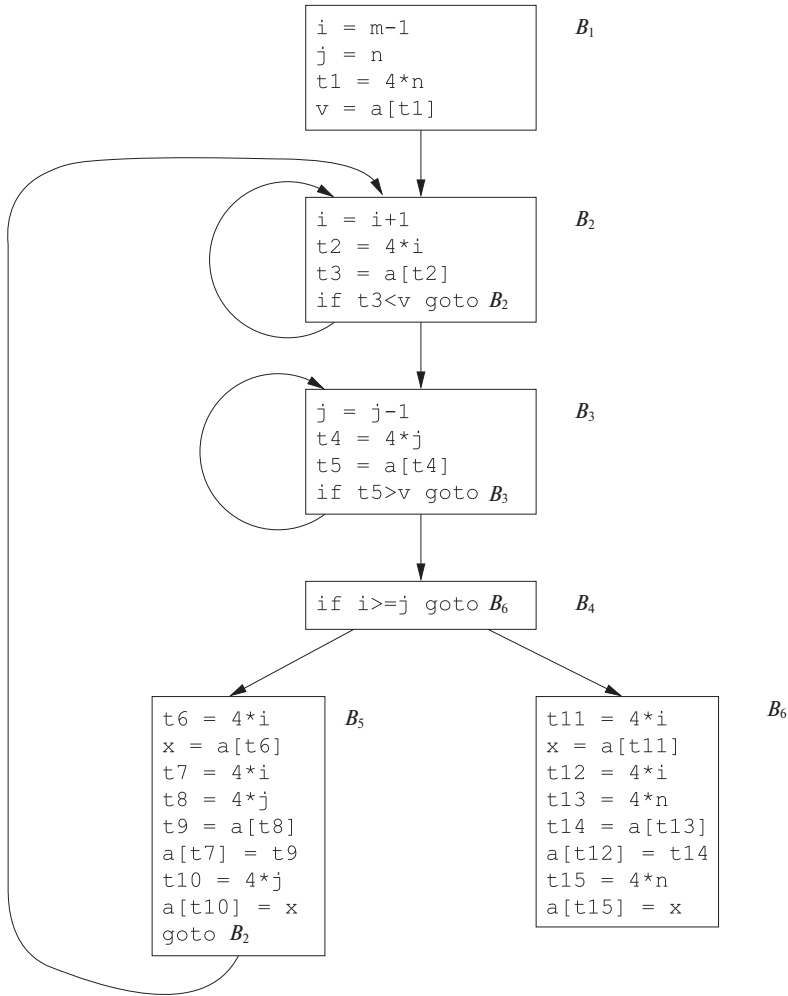 i = m-1
j = n
t1 = 4*n
v = a[t1]
B1
i = i+1
t2 = 4*i
t3 = a[t2]
if t3<v goto B2
B2
j = j-1
t4 = 4*j
t5 = a[t4]
if t5>v goto B3
B3
if i>=j goto B6
B4
t6 = 4*i
x = a[t6]
t7 = 4*i
t8 = 4*j
t9 = a[t8]
a[t7] = t9
t10 = 4*j
a[t10] = x
goto B2
B5
t11 = 4*i
x = a[t11]
t12 = 4*i
t13 = 4*n
t14 = a[t13]
a[t12] = t14
t15 = 4*n
a[t15] = x
B6